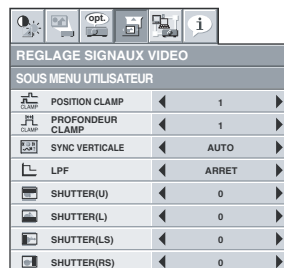 opt.
i
REGLAGE SIGNAUX VIDEO
SOUS MENU UTILISATEUR
CLAMP POSITION CLAMP 1
CLAMP PROFONDEUR CLAMP 1
SYNC VERTICALE AUTO
LPF ARRET
SHUTTER(U) 0
SHUTTER(L) 0
SHUTTER(LS) 0
SHUTTER(RS) 0